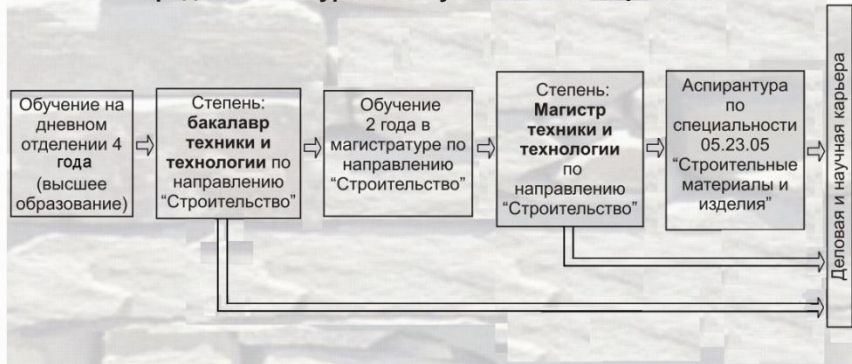 Обучение на
дневном
отделении 4
года
(высшее
образование)
Степень:
бакалавр
техники и
технологии по
направлению
“Строительство”
Обучение
2 года в
магистратуре по
направлению
“Строительство”
Степень:
Магистр
техники и
технологии
по
направлению
“Строительство”
Аспирантура
по
специальности
05.23.05
“Строительные
материалы и
изделия”
Деловая и научная карьера